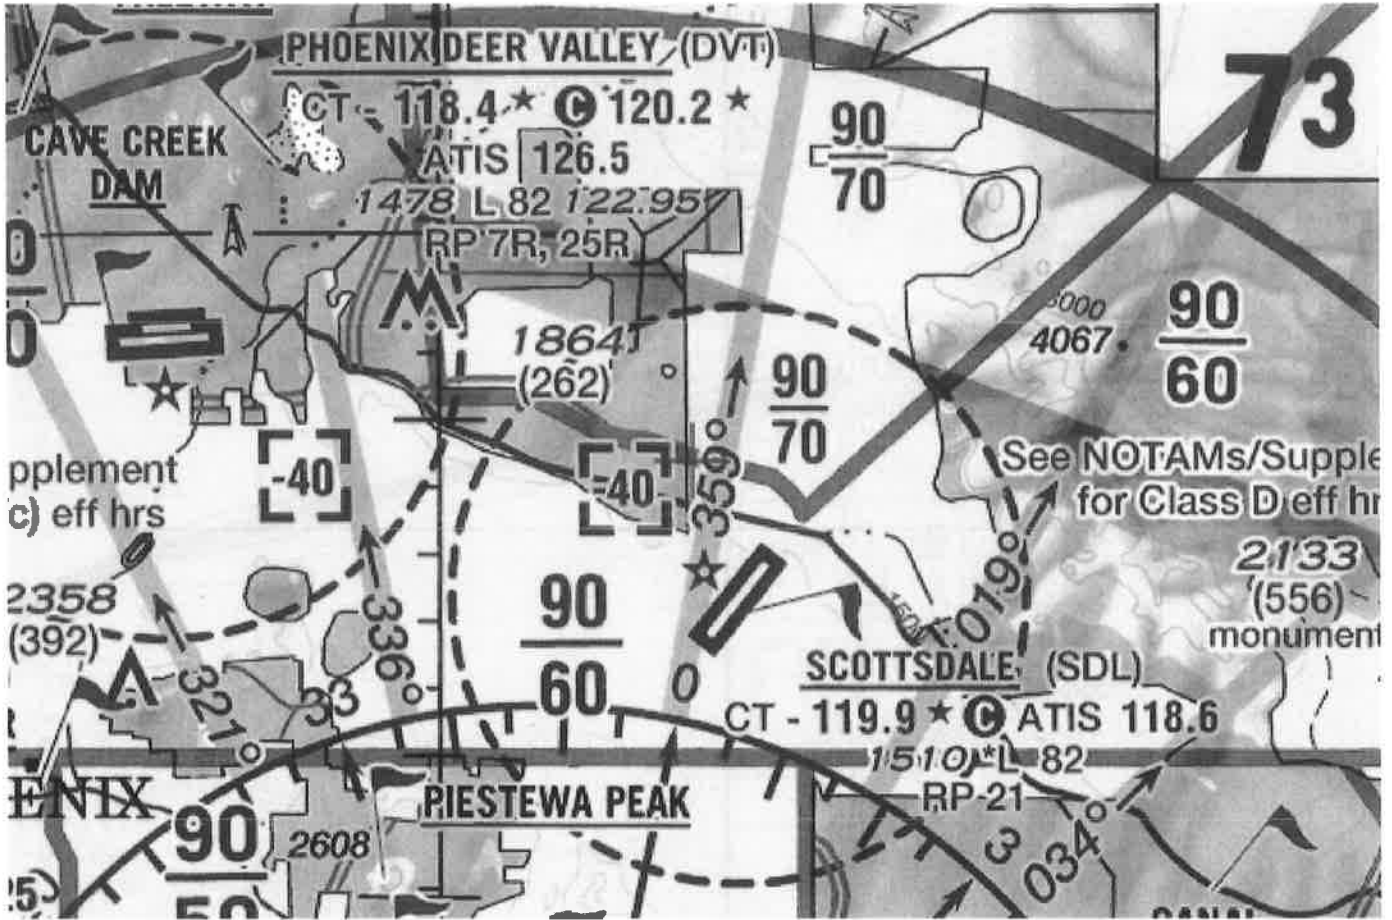 PHOENIX DEER VALLEY (DVT)
CT - 118.4 ★ C 120.2 ★
ATIS 126.5
1478 L 82 122.95
RP 7R, 25R
73
CAVE CREEK
DAM
90
70
90
60
4067
1864
(262)
90
70
-40
-40
359°
pplement
c) eff hrs
See NOTAMs/Supple
for Class D eff hr
2133
(556)
monument
2358
(392)
336°
019°
321°
33
90
60
0
SCOTTSDALE (SDL)
CT - 119.9 ★ C ATIS 118.6
1510 *L 82
RP 21
ENIX
PIESTEWA PEAK
90
2608
3
034°